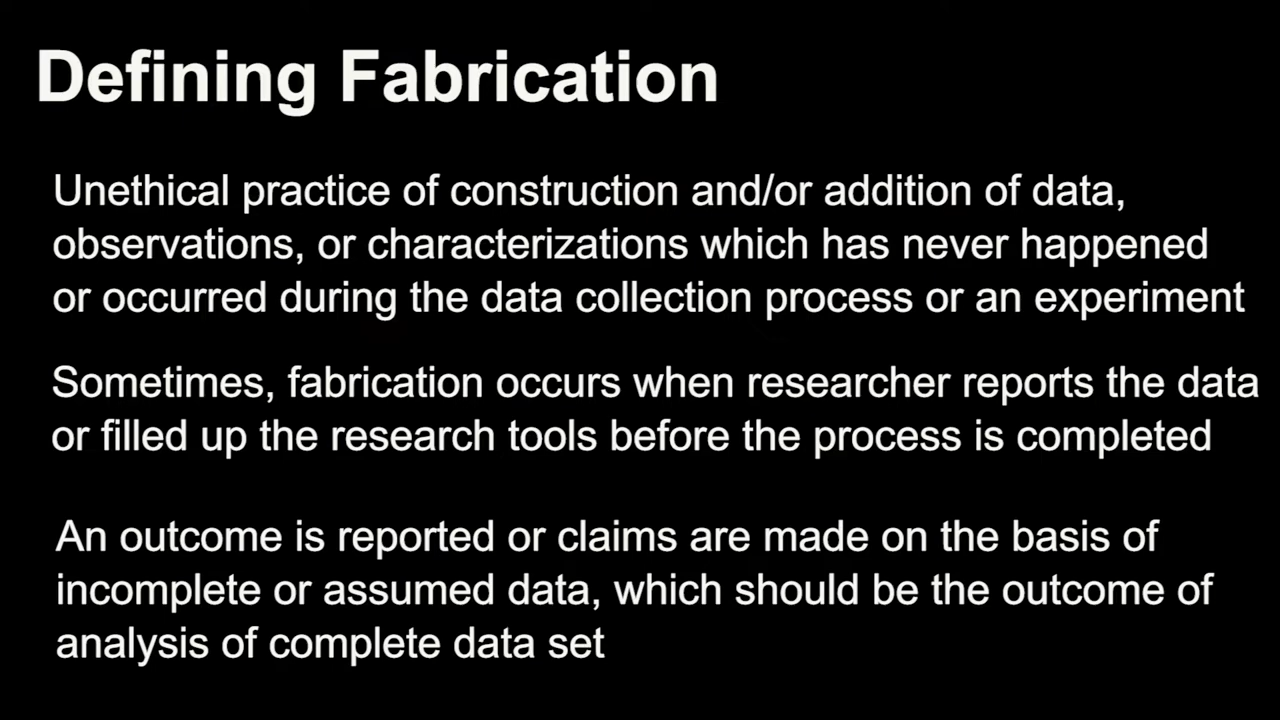 Defining Fabrication
Unethical practice of construction and/or addition of data,
observations, or characterizations which has never happened
or occurred during the data collection process or an experiment
Sometimes, fabrication occurs when researcher reports the data
or filled up the research tools before the process is completed
An outcome is reported or claims are made on the basis of
incomplete or assumed data, which should be the outcome of
analysis of complete data set